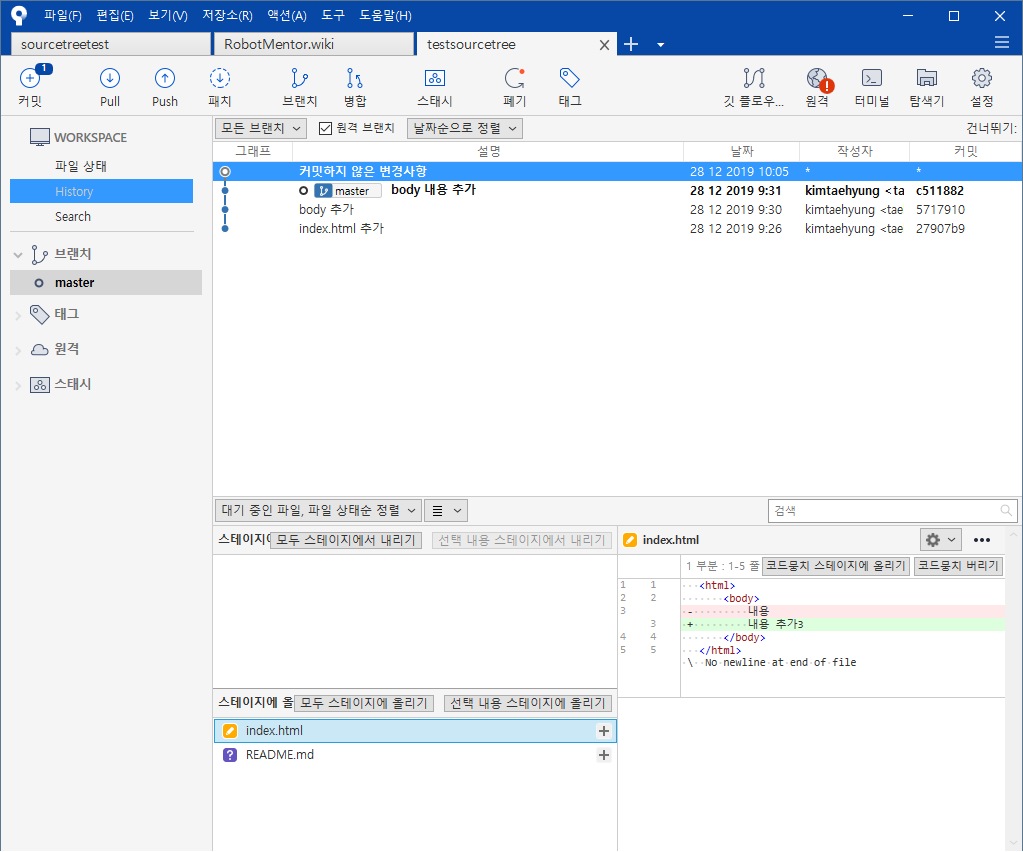 파일(F) 편집(E) 보기(V) 저장소(R) 액션(A) 도구 도움말(H)
sourcetreetest RobotMentor.wiki testsourcetree
1
커밋 Pull Push 패치 브랜치 병합 스태시 폐기 태그 깃 플로우... 원격 터미널 탐색기 설정
WORKSPACE
파일 상태
History
Search
브랜치
master
태그
원격
스태시
모든 브랜치 원격 브랜치 날짜순으로 정렬 건너뛰기:
그래프 설명 날짜 작성자 커밋
커밋하지 않은 변경사항 28 12 2019 10:05 * *
master body 내용 추가 28 12 2019 9:31 kimtaehyung <ta c511882
body 추가 28 12 2019 9:30 kimtaehyung <tae 5717910
index.html 추가 28 12 2019 9:26 kimtaehyung <tae 27907b9
대기 중인 파일, 파일 상태순 정렬 검색
스테이지에 모두 스테이지에서 내리기 선택 내용 스테이지에서 내리기
스테이지에 올 모두 스테이지에 올리기 선택 내용 스테이지에 올리기
index.html
README.md
index.html
1 부분 : 1-5 줄 코드뭉치 스테이지에 올리기 코드뭉치 버리기
1 1 <html>
2 2 <body>
3 - 내용
3 + 내용 추가3
4 4 </body>
5 5 </html>
\ No newline at end of file